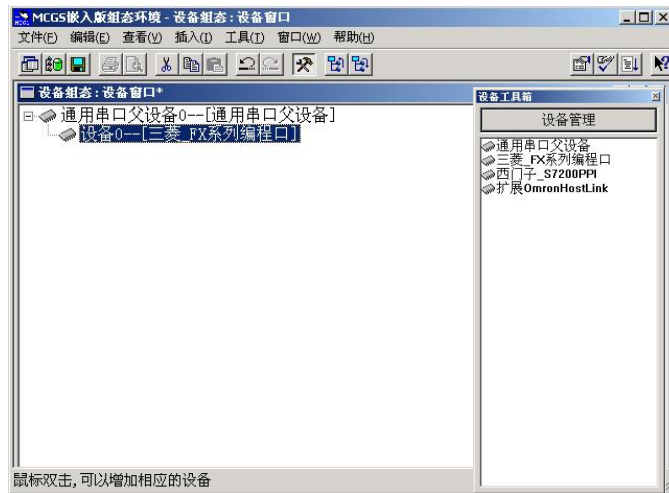 MCGS嵌入版组态环境 - 设备组态:设备窗口
文件(F) 编辑(E) 查看(V) 插入(I) 工具(T) 窗口(W) 帮助(H)
设备组态:设备窗口*
通用串口父设备0--[通用串口父设备]
设备0--[三菱_FX系列编程口]
设备工具箱
设备管理
通用串口父设备
三菱_FX系列编程口
西门子_S7200PPI
扩展OmronHostLink
鼠标双击,可以增加相应的设备